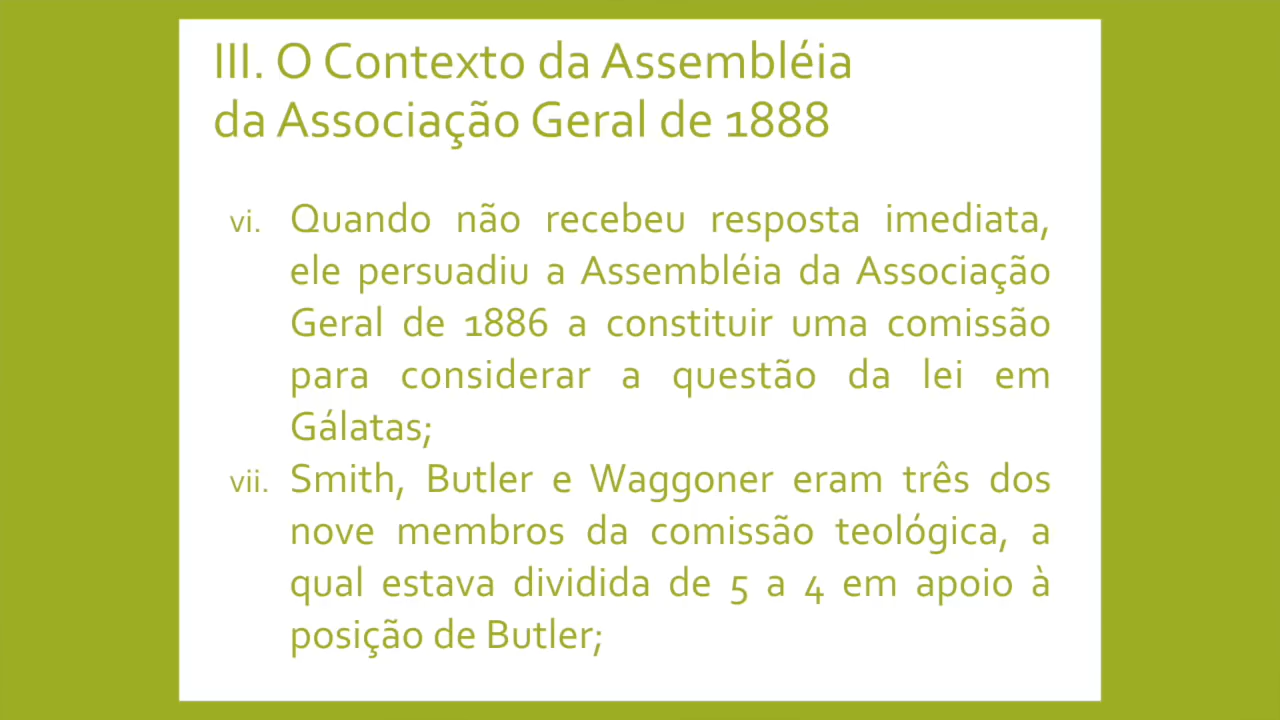 III. O Contexto da Assembléia
da Associação Geral de 1888
vi. Quando não recebeu resposta imediata,
ele persuadiu a Assembléia da Associação
Geral de 1886 a constituir uma comissão
para considerar a questão da lei em
Gálatas;
vii. Smith, Butler e Waggoner eram três dos
nove membros da comissão teológica, a
qual estava dividida de 5 a 4 em apoio à
posição de Butler;